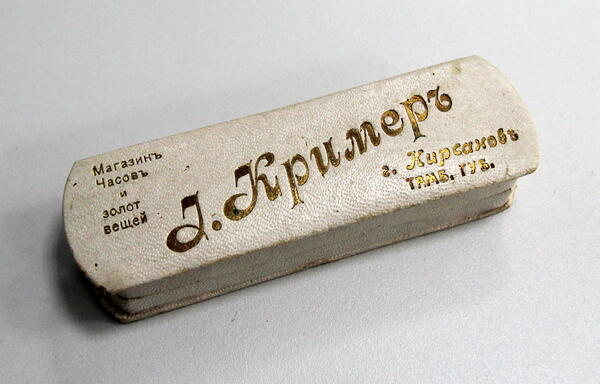 Магазинъ
Часовъ
и
золот
вещей
І. Кримеръ
г. Кирсановъ
ТАМБ. ГУБ.